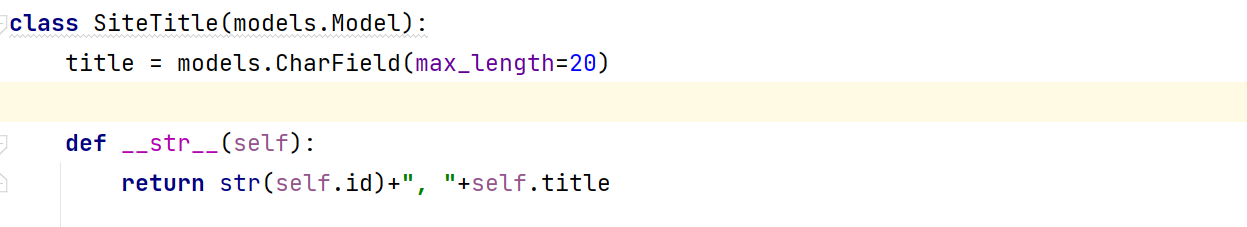 class SiteTitle(models.Model):
    title = models.CharField(max_length=20)
    def __str__(self):
        return str(self.id)+", "+self.title